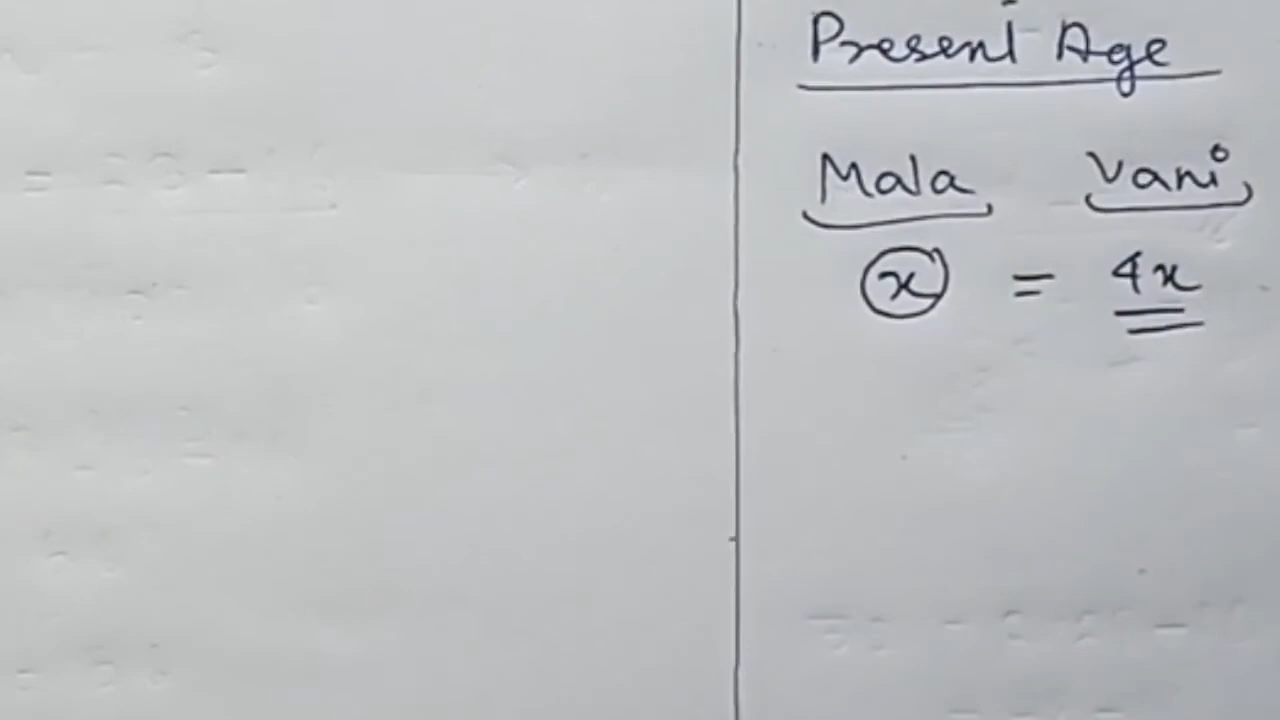 Present Age
Mala Vani
x = 4x